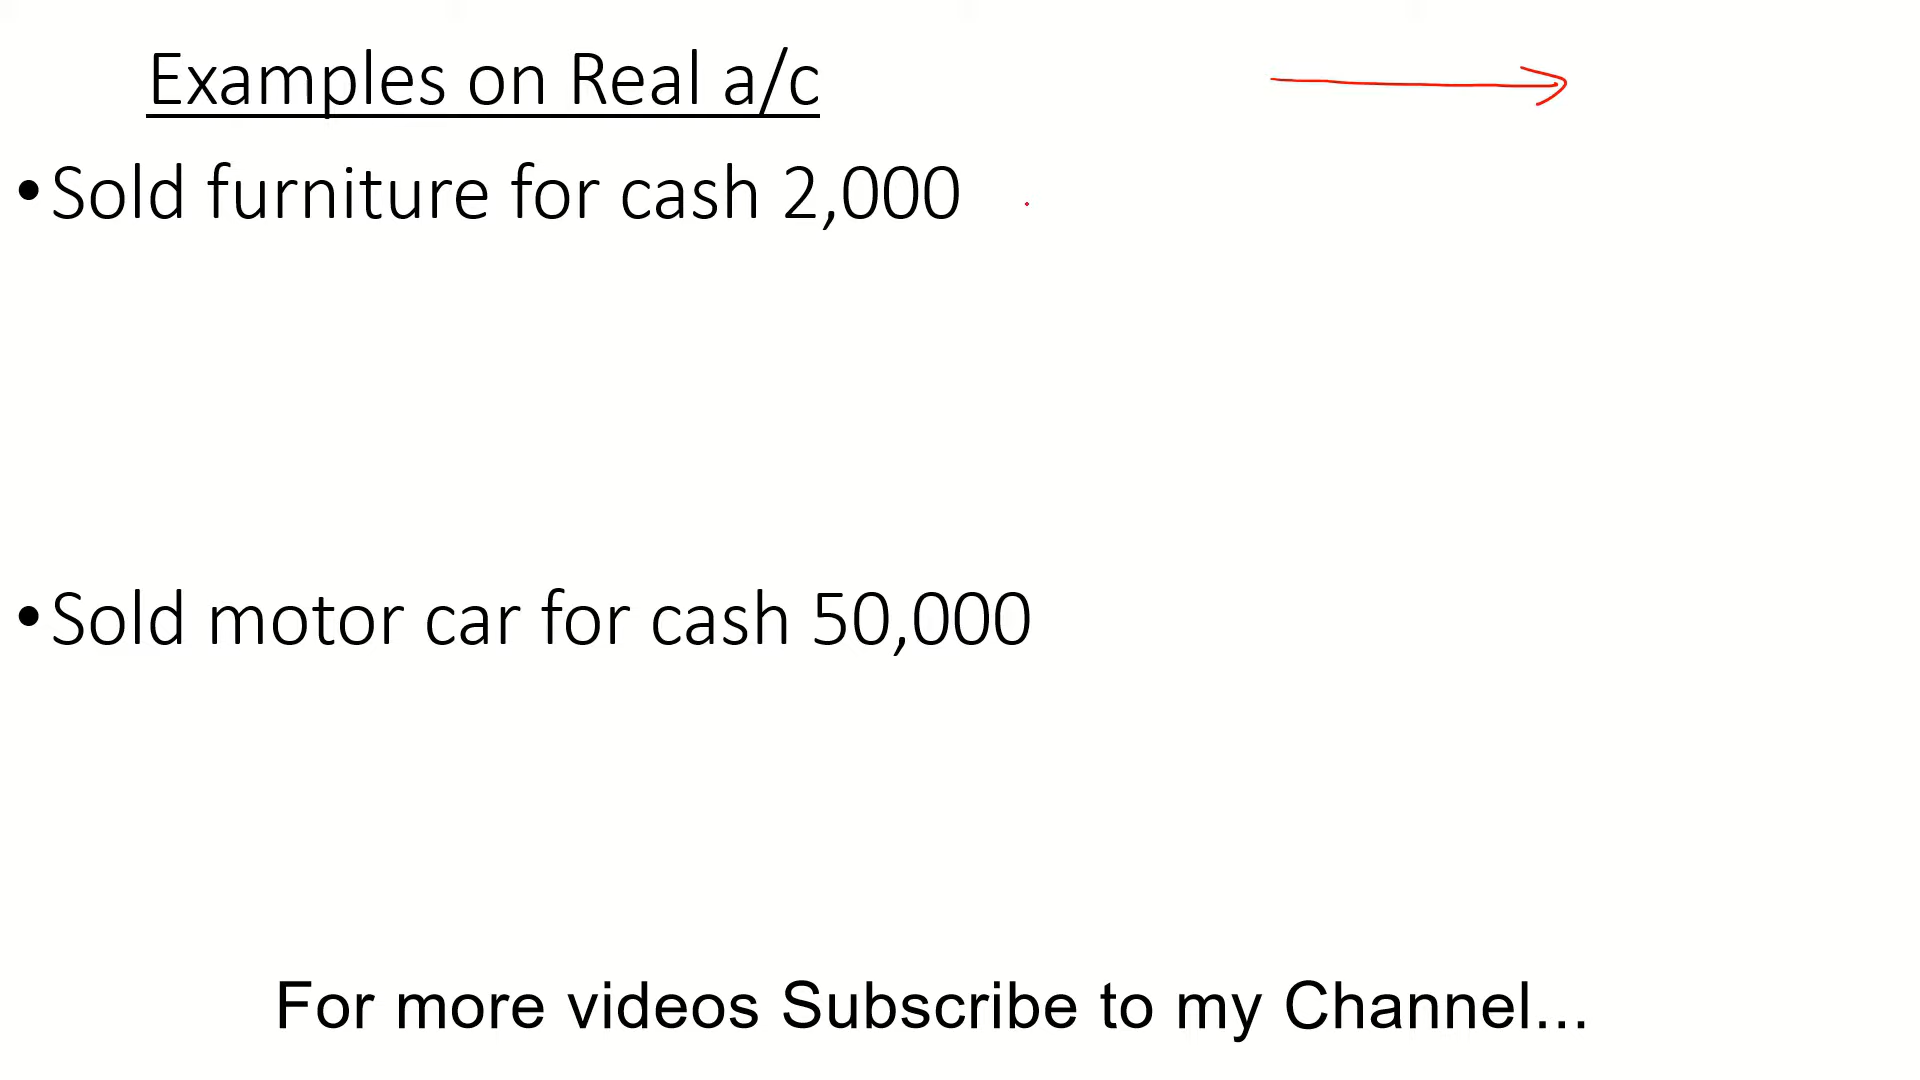 Examples on Real a/c
•Sold furniture for cash 2,000
•Sold motor car for cash 50,000
For more videos Subscribe to my Channel...